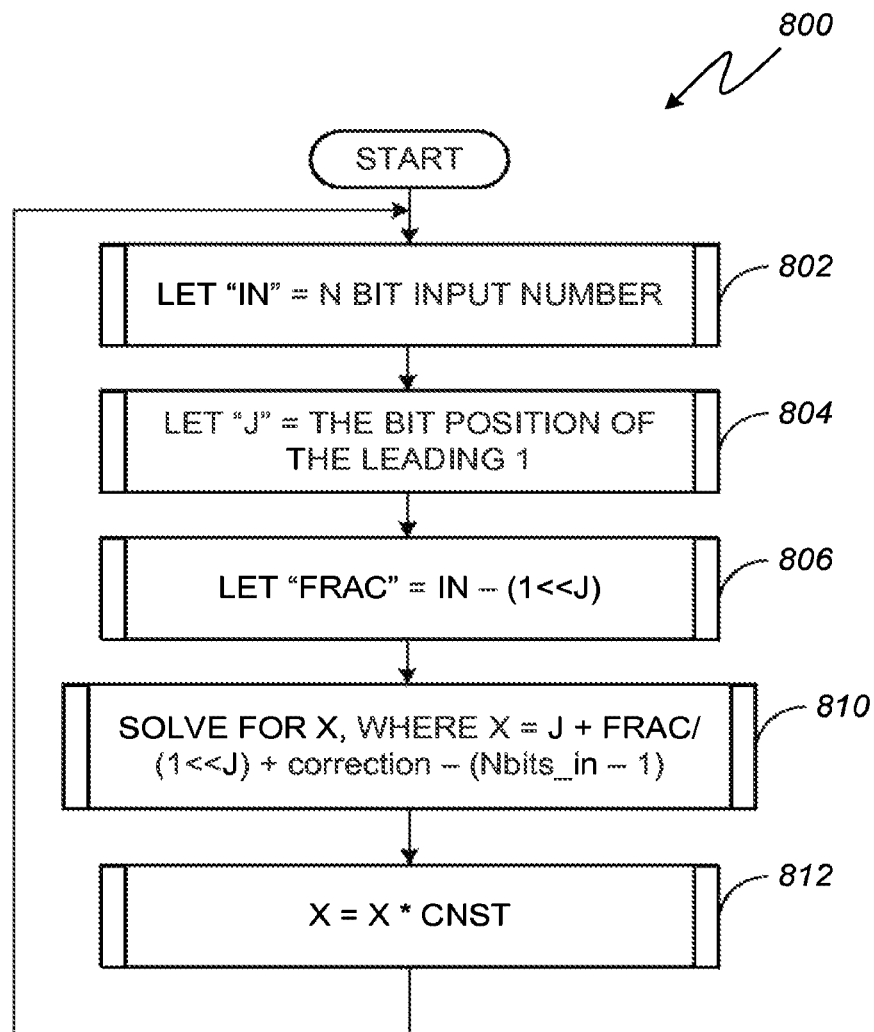 800
START
LET “IN” = N BIT INPUT NUMBER
802
LET “J” = THE BIT POSITION OF
THE LEADING 1
804
LET “FRAC” = IN – (1<<J)
806
SOLVE FOR X, WHERE X = J + FRAC/
(1<<J) + correction – (Nbits_in – 1)
810
X = X * CNST
812